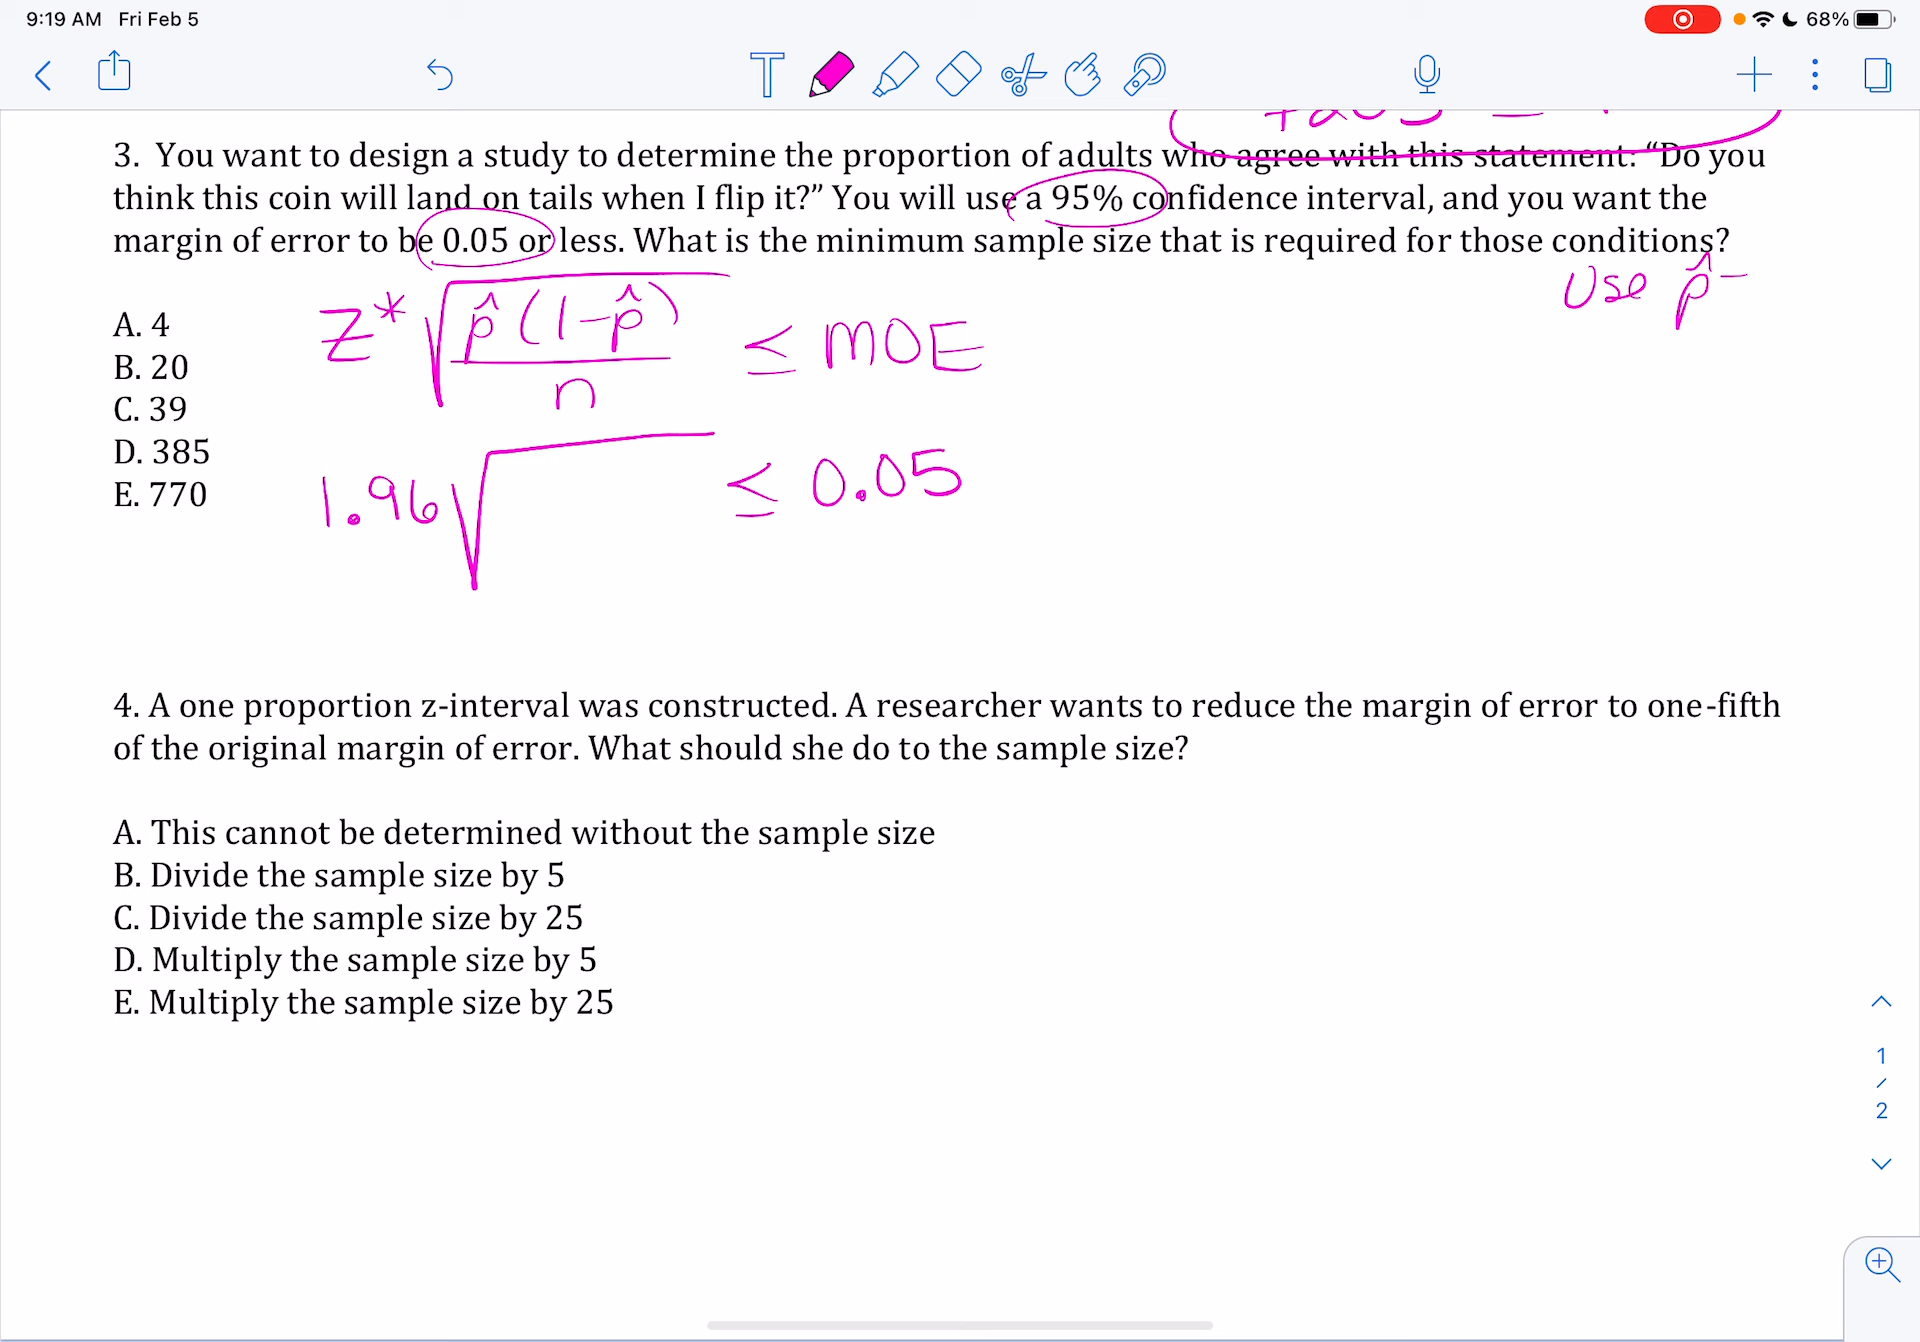 9:19 AM Fri Feb 5
68%
3. You want to design a study to determine the proportion of adults who agree with this statement: “Do you
think this coin will land on tails when I flip it?” You will use a 95% confidence interval, and you want the
margin of error to be 0.05 or less. What is the minimum sample size that is required for those conditions?
Use p̂ –
A. 4
B. 20
C. 39
D. 385
E. 770
z* √(p̂(1-p̂)/n) ≤ MOE
1.96 √ ≤ 0.05
4. A one proportion z-interval was constructed. A researcher wants to reduce the margin of error to one-fifth
of the original margin of error. What should she do to the sample size?
A. This cannot be determined without the sample size
B. Divide the sample size by 5
C. Divide the sample size by 25
D. Multiply the sample size by 5
E. Multiply the sample size by 25
1
/
2